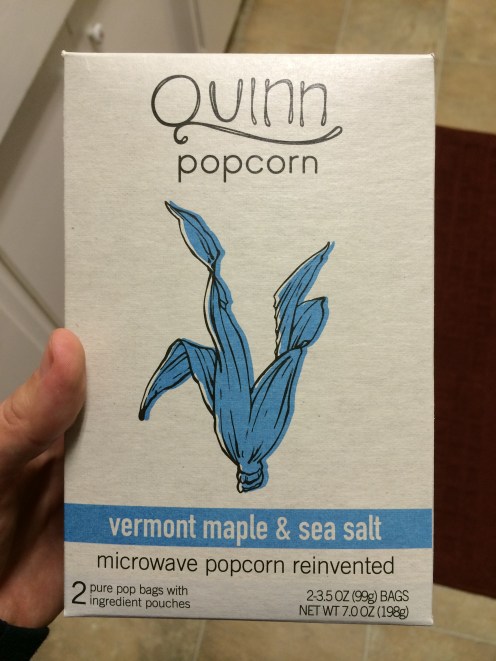 Quinn
popcorn
vermont maple & sea salt
microwave popcorn reinvented
2 pure pop bags with
ingredient pouches
2-3.5 OZ (99g) BAGS
NET WT 7.0 OZ (198g)